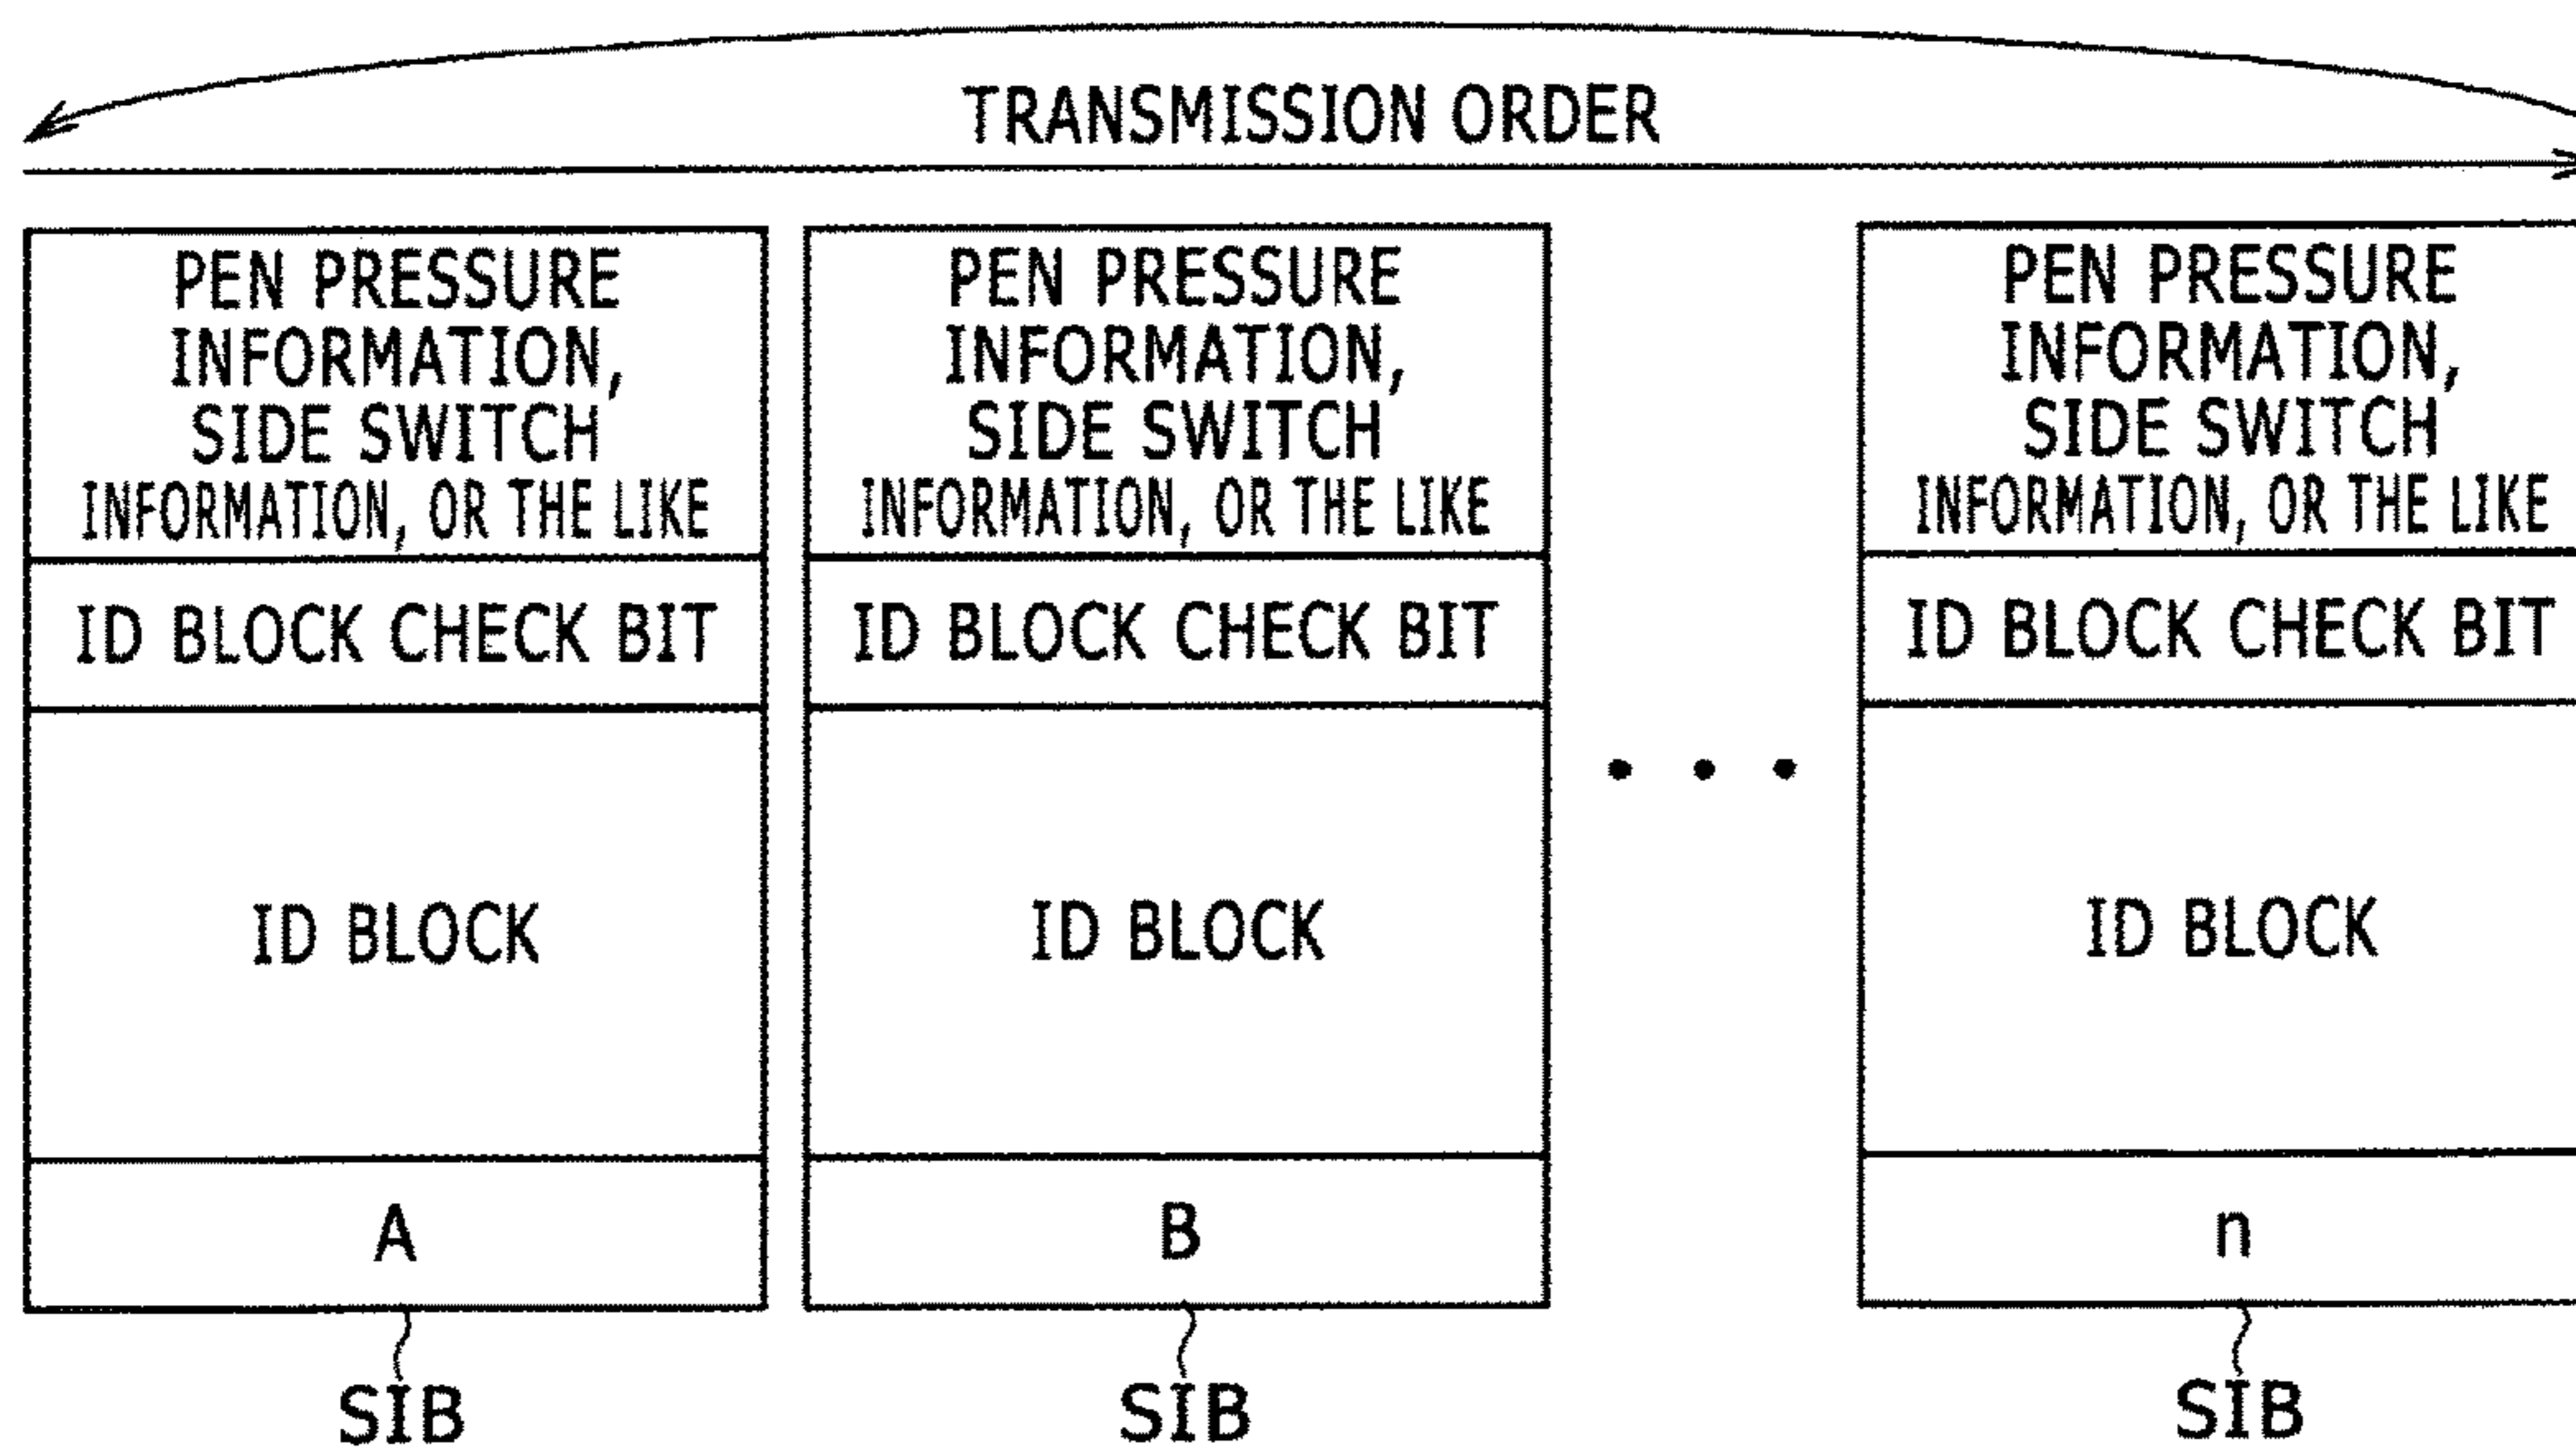 TRANSMISSION ORDER
PEN PRESSURE
INFORMATION,
SIDE SWITCH
INFORMATION, OR THE LIKE
ID BLOCK CHECK BIT
ID BLOCK
A
SIB
PEN PRESSURE
INFORMATION,
SIDE SWITCH
INFORMATION, OR THE LIKE
ID BLOCK CHECK BIT
ID BLOCK
B
SIB
• • •
PEN PRESSURE
INFORMATION,
SIDE SWITCH
INFORMATION, OR THE LIKE
ID BLOCK CHECK BIT
ID BLOCK
n
SIB